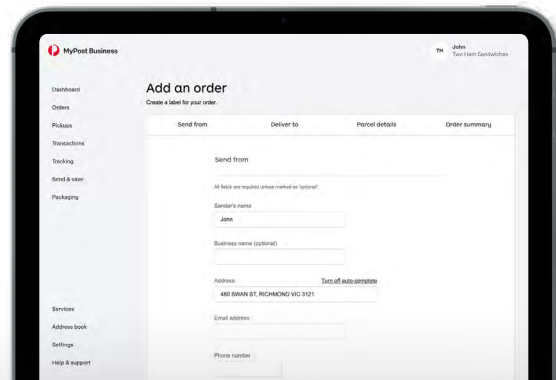 MyPost Business
TH
John
Two Ham Sandwiches
Dashboard
Orders
Pickups
Transactions
Tracking
Send & save
Packaging
Services
Address book
Settings
Help & support
Add an order
Create a label for your order.
Send from
Deliver to
Parcel details
Order summary
Send from
All fields are required unless marked as 'optional'.
Sender's name
John
Business name (optional)
Address
Turn off auto-complete
480 SWAN ST, RICHMOND VIC 3121
Email address
Phone number